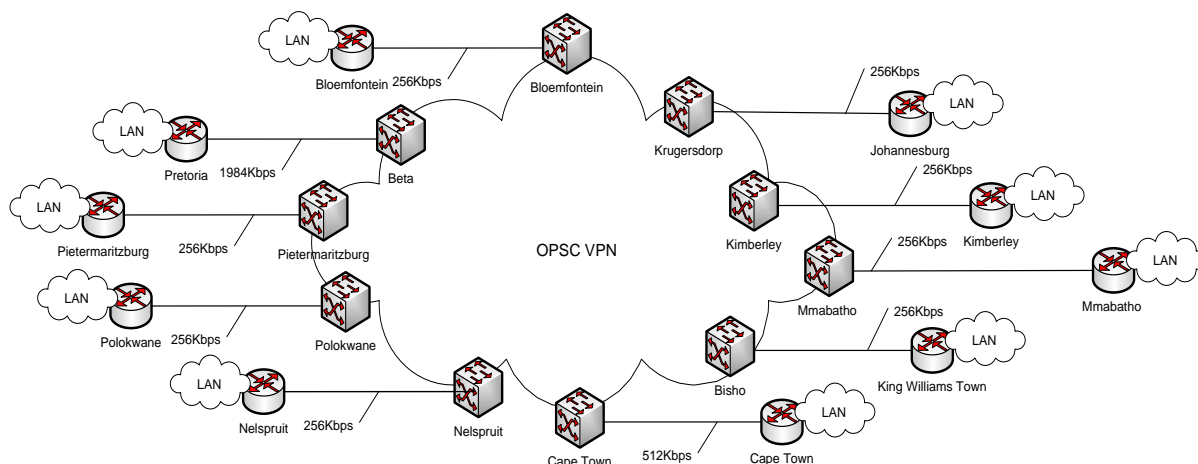 LAN
Bloemfontein
256Kbps
Bloemfontein
256Kbps
LAN
Krugersdorp
Johannesburg
LAN
Pretoria
1984Kbps
Beta
256Kbps
LAN
Kimberley
Kimberley
LAN
Pietermaritzburg
256Kbps
Pietermaritzburg
OPSC VPN
256Kbps
LAN
Mmabatho
Mmabatho
LAN
Polokwane
256Kbps
Polokwane
256Kbps
LAN
Bisho
King Williams Town
LAN
Nelspruit
256Kbps
Nelspruit
LAN
Cape Town
512Kbps
Cape Town